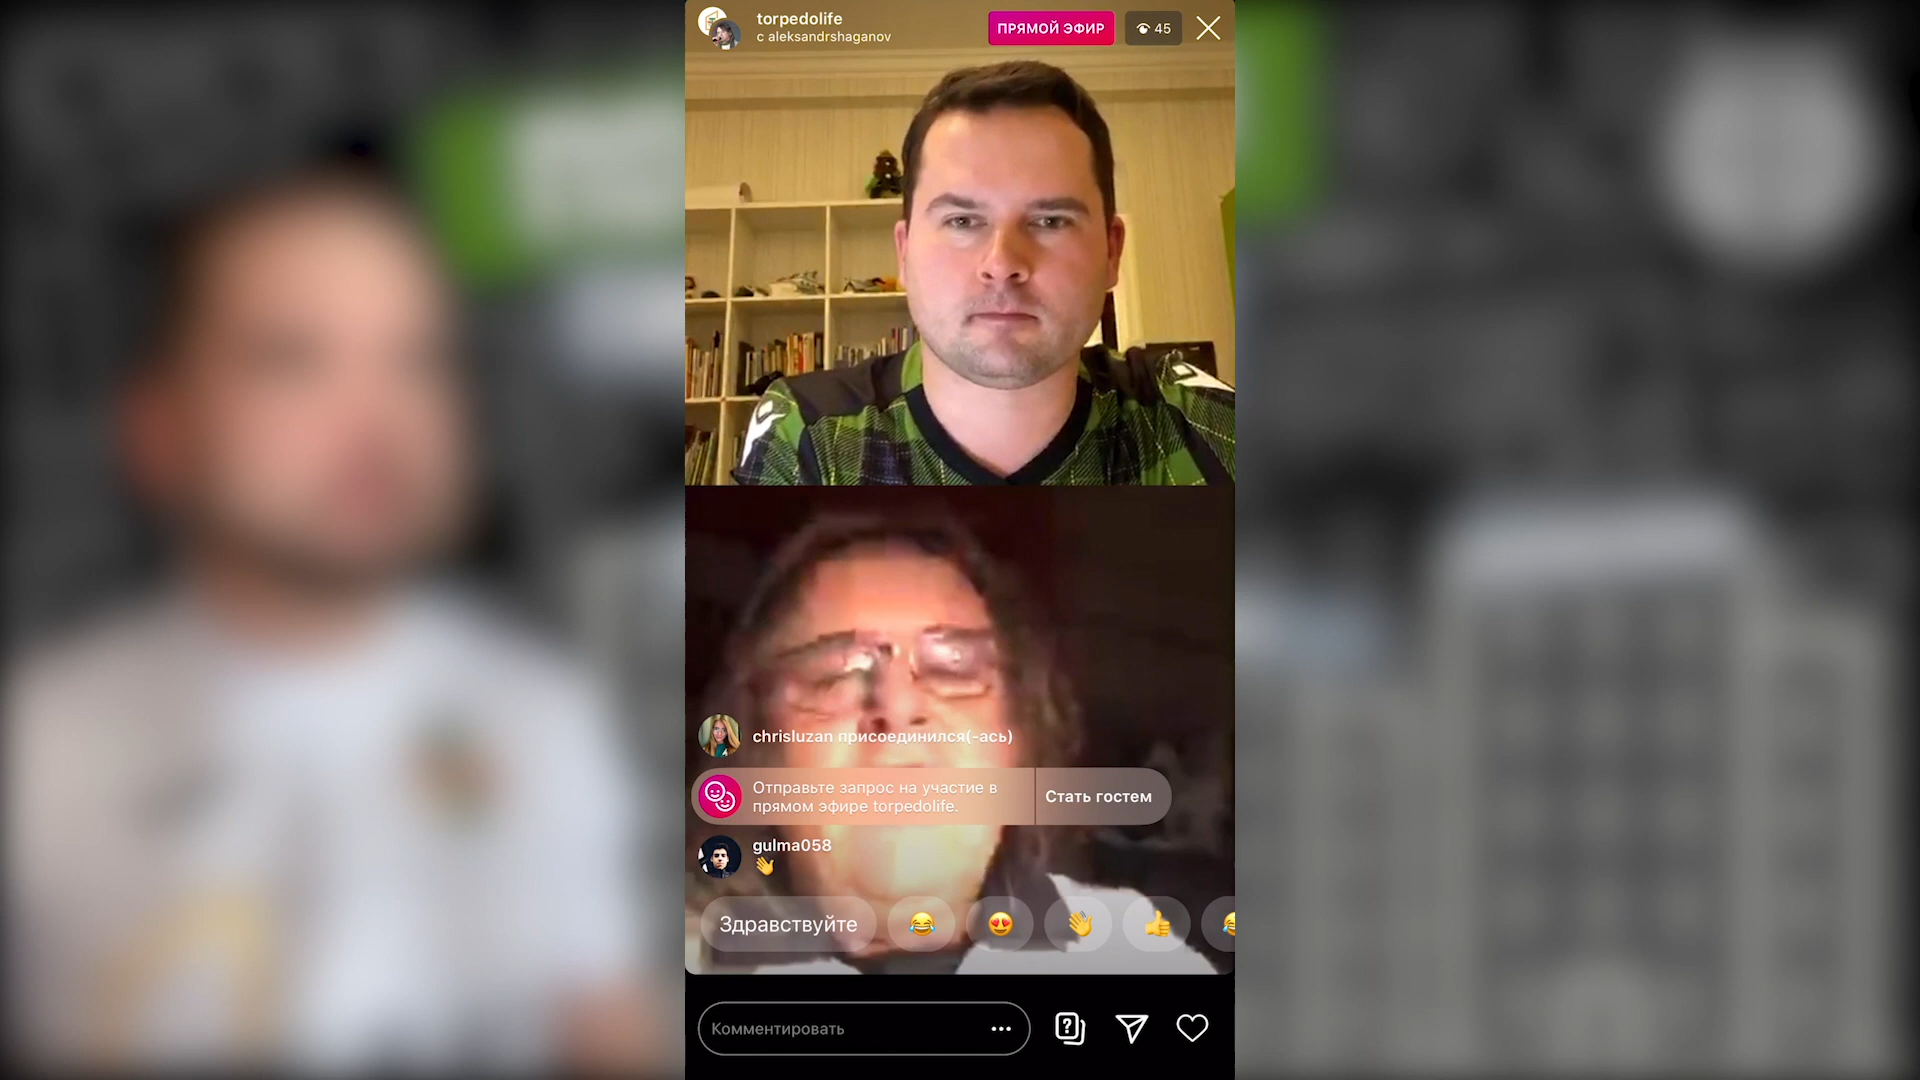 torpedolife
с aleksandrshaganov
ПРЯМОЙ ЭФИР
45
chrisluzan присоединился(-ась)
Отправьте запрос на участие в
прямом эфире torpedolife.
Стать гостем
gulma058
👋
Здравствуйте 😂 😍 👋 👍 😂
Комментировать